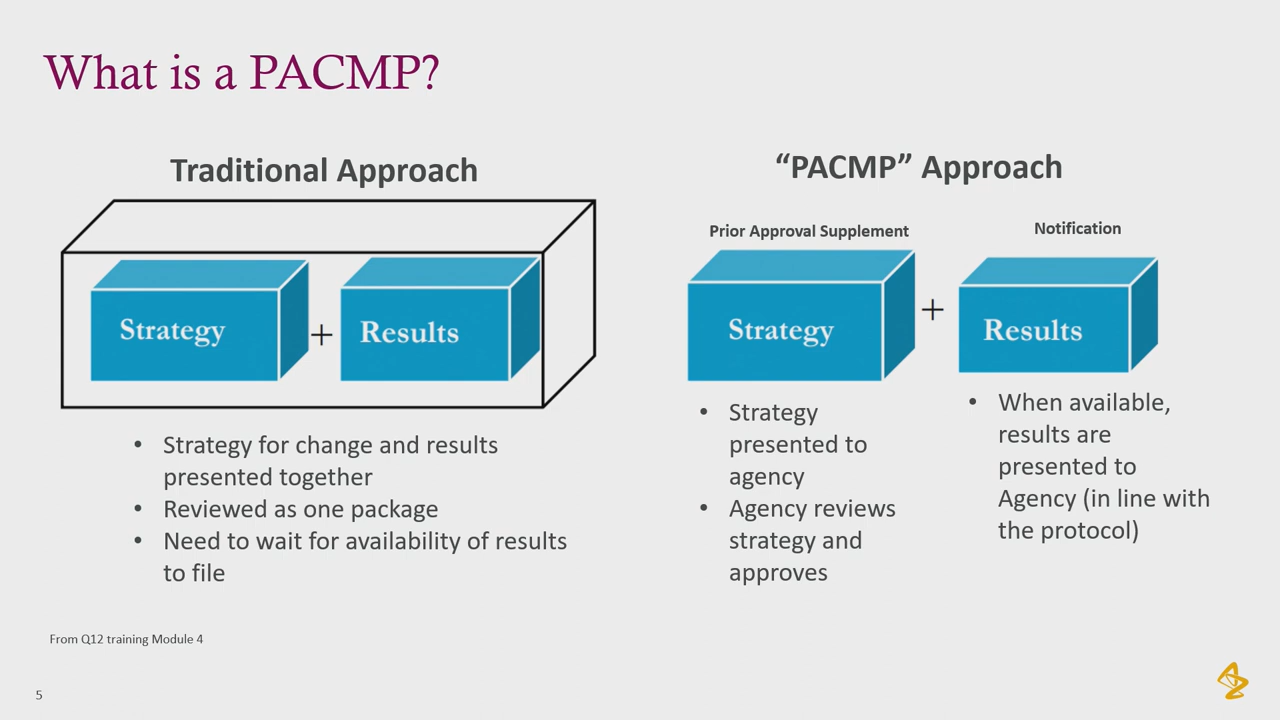 What is a PACMP?
Traditional Approach
Strategy
+
Results
• Strategy for change and results
presented together
• Reviewed as one package
• Need to wait for availability of results
to file
“PACMP” Approach
Prior Approval Supplement
Strategy
+
Notification
Results
• Strategy
presented to
agency
• Agency reviews
strategy and
approves
• When available,
results are
presented to
Agency (in line with
the protocol)
From Q12 training Module 4
5